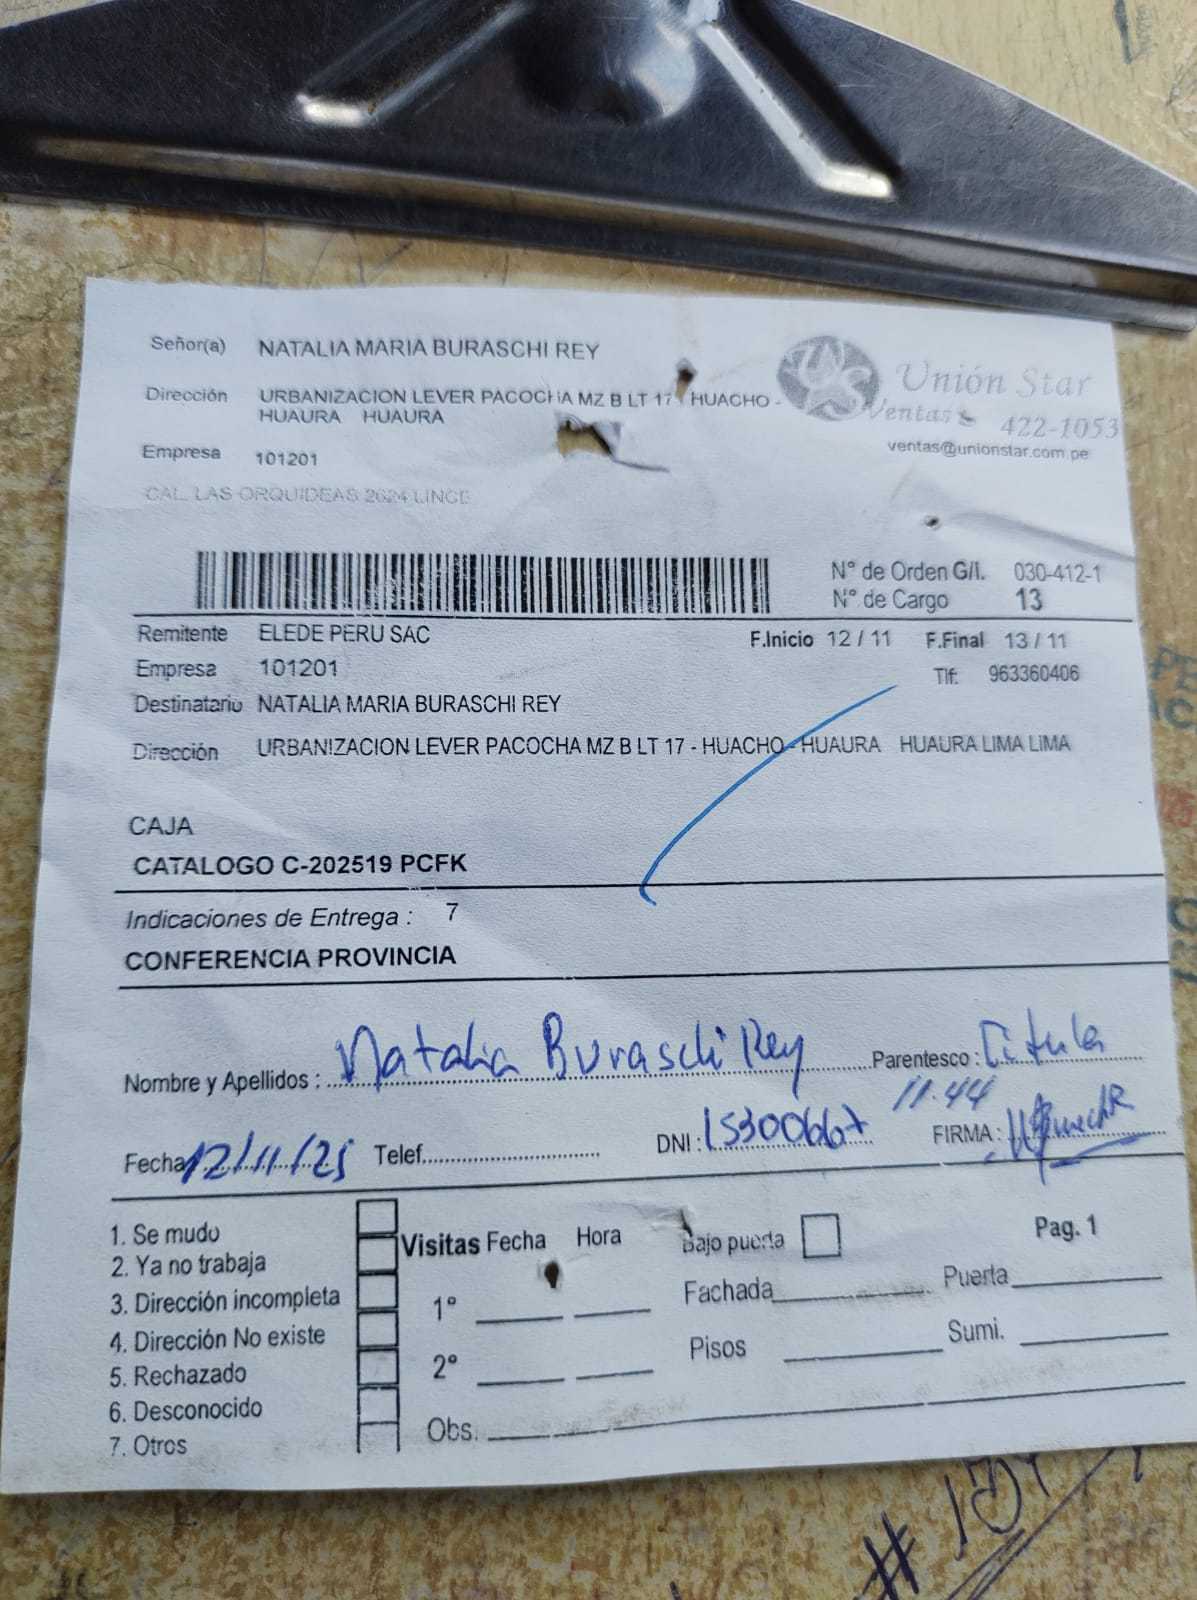 Señor(a) NATALIA MARIA BURASCHI REY
Dirección URBANIZACION LEVER PACOCHA MZ B LT 17 - HUACHO -
HUAURA HUAURA
Unión Star
Ventas 422-1053
ventas@unionstar.com.pe
Empresa 101201
CAL. LAS ORQUIDEAS 2624 LINCE
N° de Orden G/I. 030-412-1
N° de Cargo 13
Remitente ELEDE PERU SAC F.Inicio 12 / 11 F.Final 13 / 11
Empresa 101201 Tlf: 963360406
Destinatario NATALIA MARIA BURASCHI REY
Dirección URBANIZACION LEVER PACOCHA MZ B LT 17 - HUACHO - HUAURA HUAURA LIMA LIMA
CAJA
CATALOGO C-202519 PCFK
Indicaciones de Entrega : 7
CONFERENCIA PROVINCIA
Nombre y Apellidos : Natalia Buraschi Rey Parentesco : Titula
11.44
Fecha 12/11/25 Telef. DNI : 15300667 FIRMA :
1. Se mudo
2. Ya no trabaja
3. Dirección incompleta
4. Dirección No existe
5. Rechazado
6. Desconocido
7. Otros
Visitas Fecha Hora
1°
2°
Obs.
Bajo puerta Pag. 1
Fachada Puerta
Pisos Sumi.